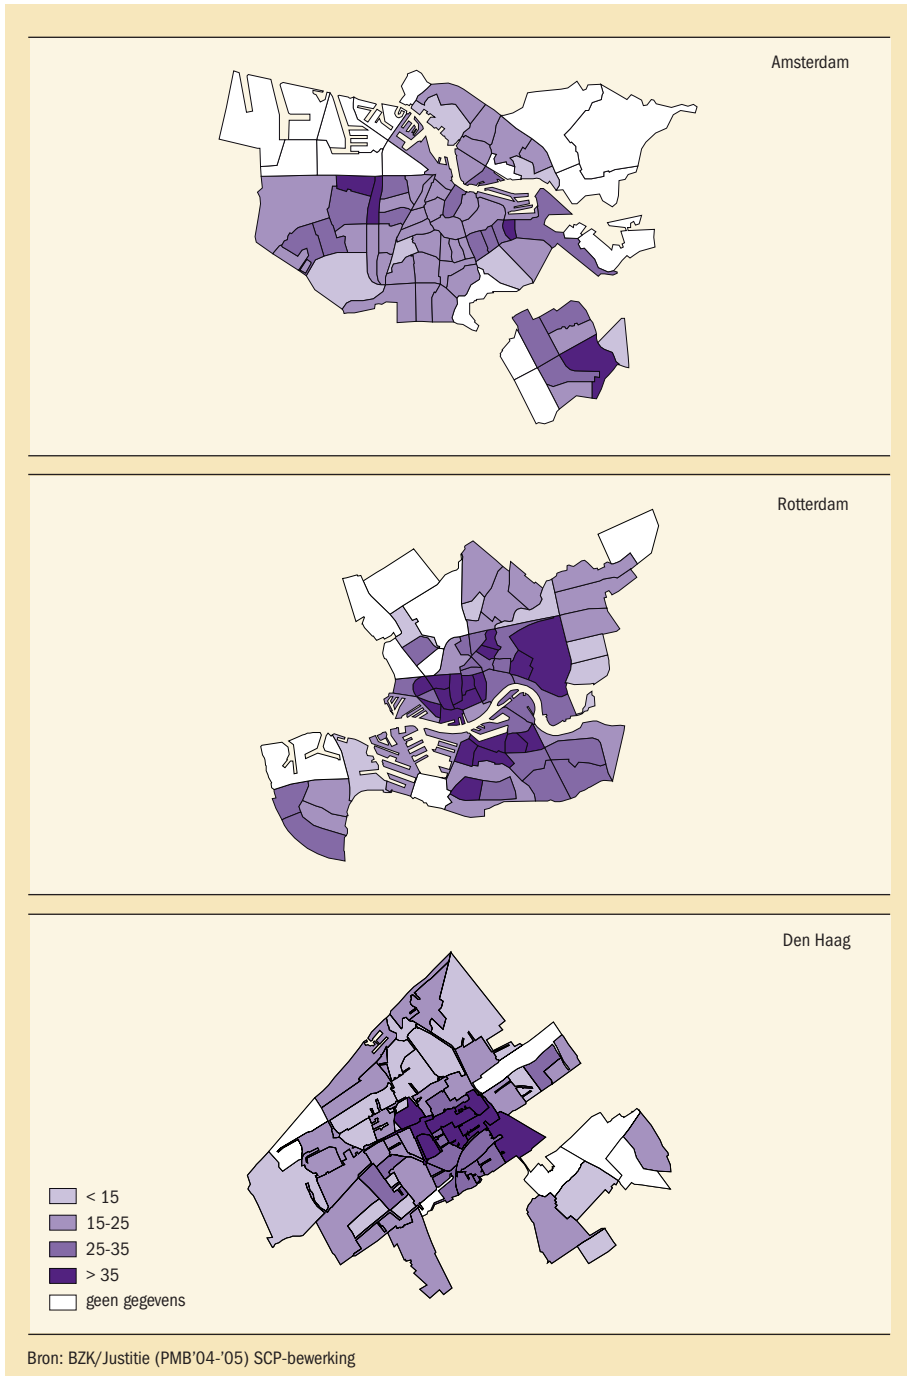 Amsterdam
Rotterdam
Den Haag
< 15
15-25
25-35
> 35
geen gegevens
Bron: BZK/Justitie (PMB'04-'05) SCP-bewerking